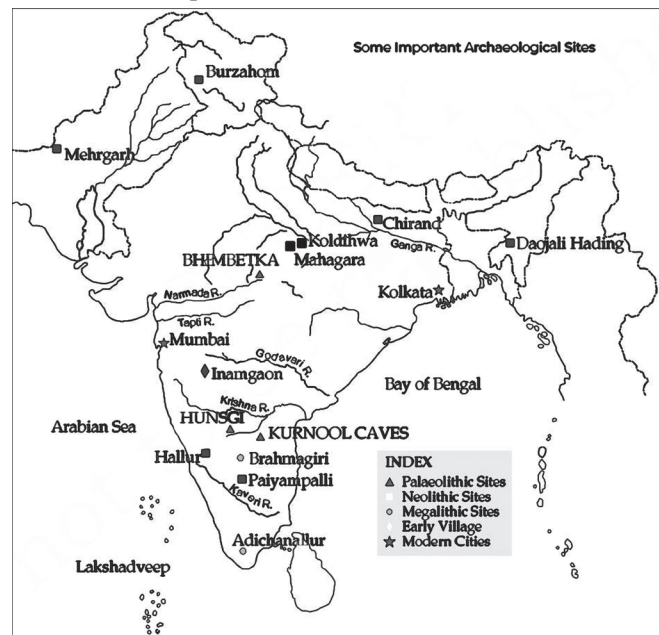 Some Important Archaeological Sites
Burzahom
Mehrgarh
Chirand
Koldihwa
Ganga R.
Daojali Hading
Mahagara
BHIMBETKA
Kolkata
Narmada R.
Tapti R.
Mumbai
Godavari R.
Inamgaon
Bay of Bengal
Krishna R.
HUNSGI
Arabian Sea
KURNOOL CAVES
Hallur
Brahmagiri
INDEX
Palaeolithic Sites
Neolithic Sites
Megalithic Sites
Early Village
Modern Cities
Paiyampalli
Kaveri R.
Adichanallur
Lakshadveep